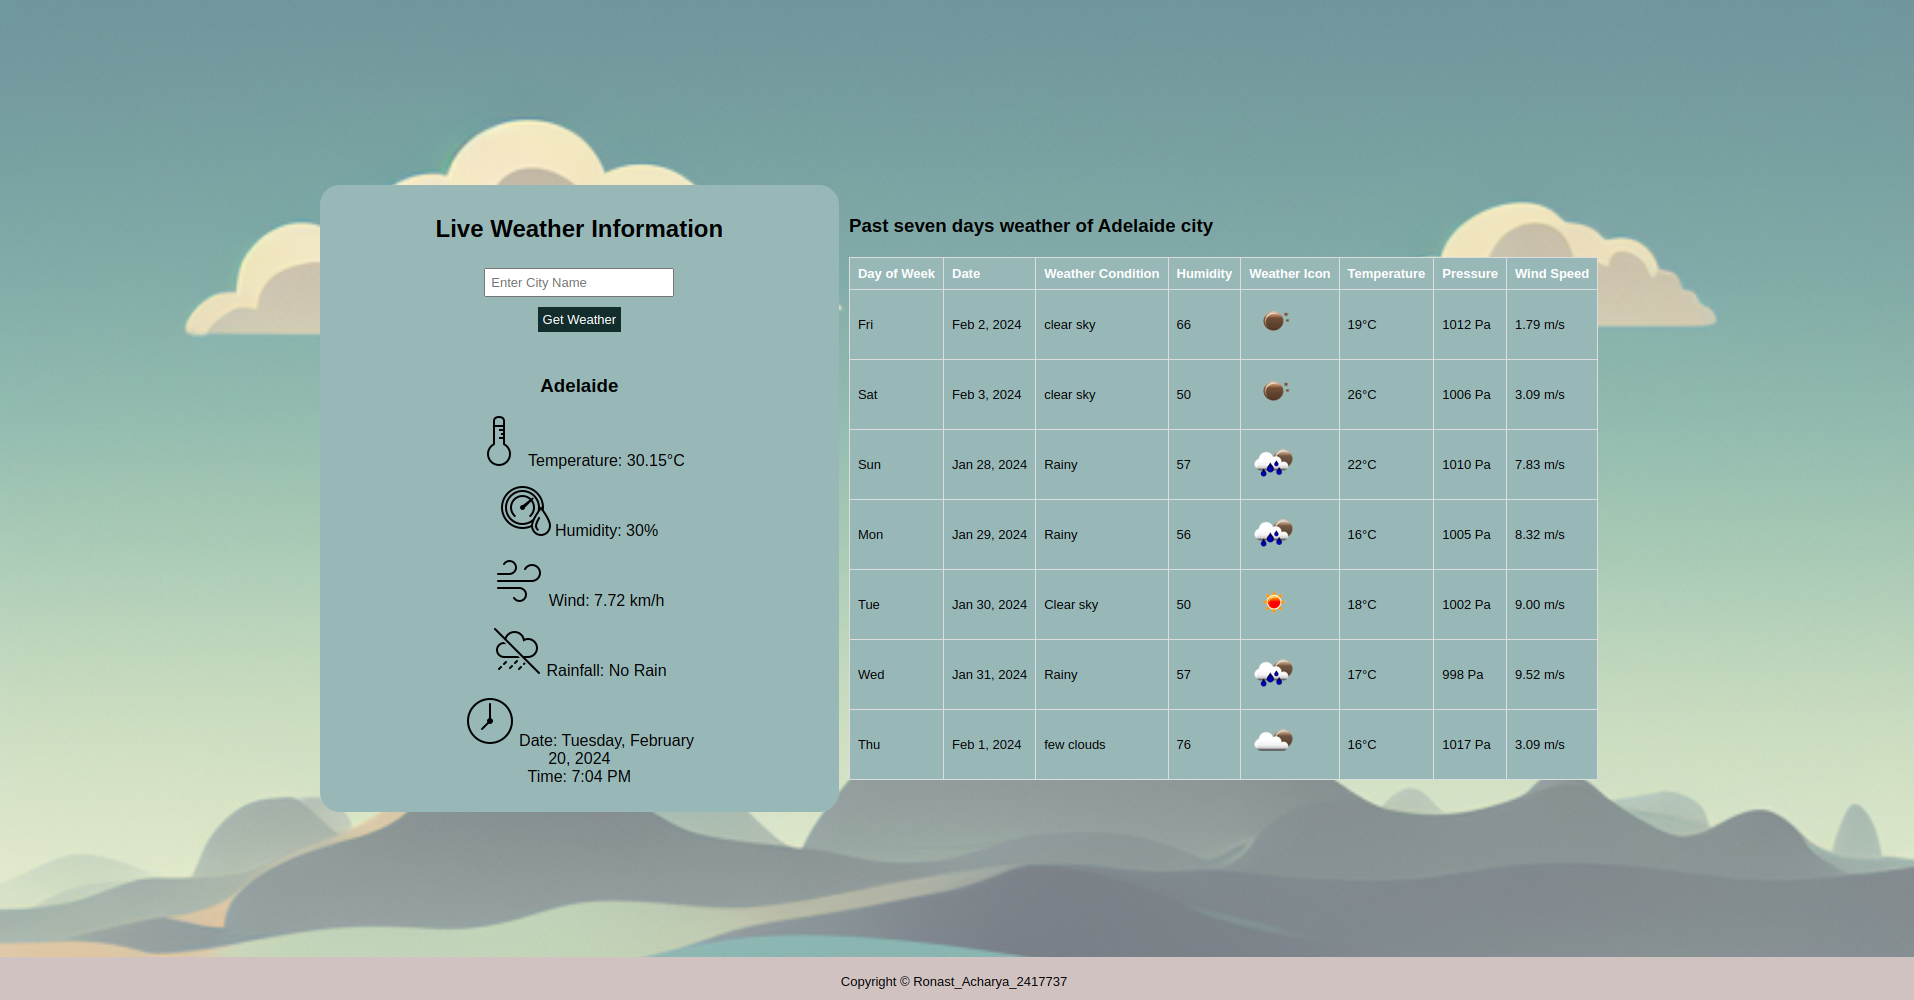 Live Weather Information
Enter City Name
Get Weather
Adelaide
Temperature: 30.15°C
Humidity: 30%
Wind: 7.72 km/h
Rainfall: No Rain
Date: Tuesday, February
20, 2024
Time: 7:04 PM
Past seven days weather of Adelaide city
Day of Week Date Weather Condition Humidity Weather Icon Temperature Pressure Wind Speed
Fri Feb 2, 2024 clear sky 66 19°C 1012 Pa 1.79 m/s
Sat Feb 3, 2024 clear sky 50 26°C 1006 Pa 3.09 m/s
Sun Jan 28, 2024 Rainy 57 22°C 1010 Pa 7.83 m/s
Mon Jan 29, 2024 Rainy 56 16°C 1005 Pa 8.32 m/s
Tue Jan 30, 2024 Clear sky 50 18°C 1002 Pa 9.00 m/s
Wed Jan 31, 2024 Rainy 57 17°C 998 Pa 9.52 m/s
Thu Feb 1, 2024 few clouds 76 16°C 1017 Pa 3.09 m/s
Copyright © Ronast_Acharya_2417737